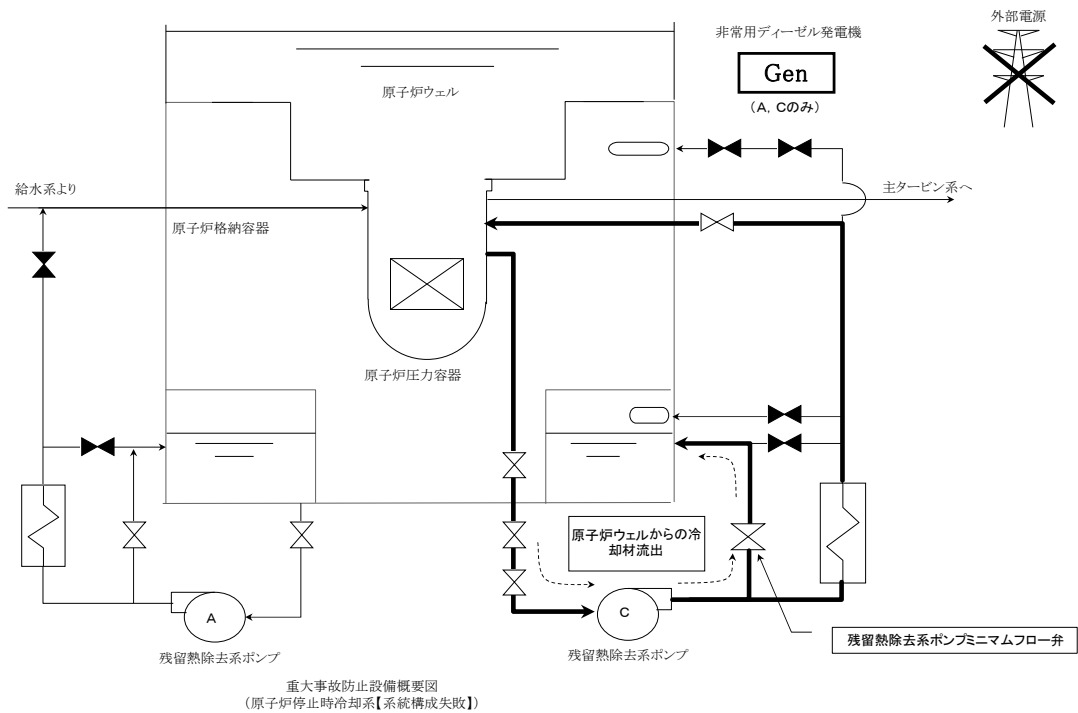 外部電源
非常用ディーゼル発電機
Gen
(A, Cのみ)
原子炉ウェル
給水系より
主タービン系へ
原子炉格納容器
原子炉圧力容器
原子炉ウェルからの冷
却材流出
A
C
残留熱除去系ポンプミニマムフロー弁
残留熱除去系ポンプ
残留熱除去系ポンプ
重大事故防止設備概要図
(原子炉停止時冷却系【系統構成失敗】)